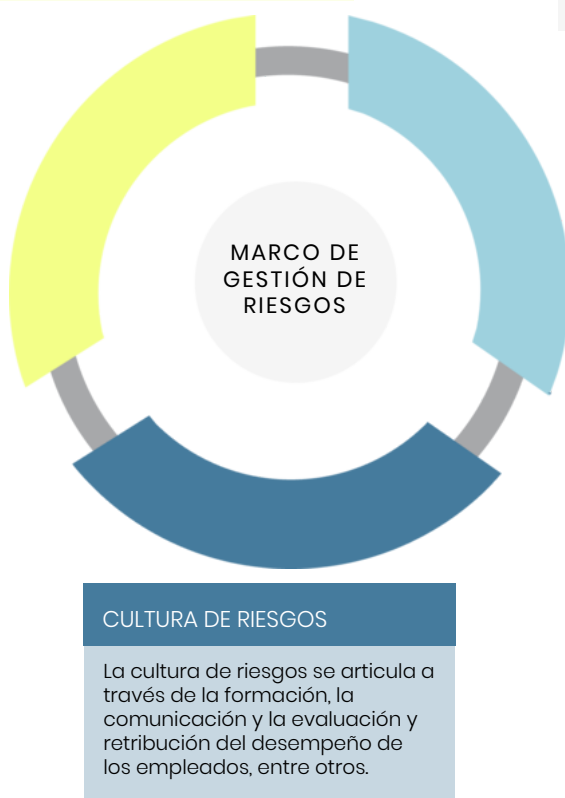 MARCO DE
GESTIÓN DE
RIESGOS
CULTURA DE RIESGOS
La cultura de riesgos se articula a
través de la formación, la
comunicación y la evaluación y
retribución del desempeño de
los empleados, entre otros.